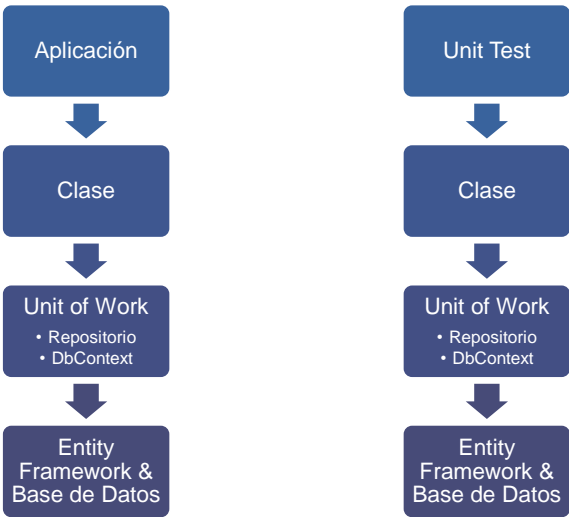 Aplicación
Clase
Unit of Work
• Repositorio
• DbContext
Entity
Framework &
Base de Datos
Unit Test
Clase
Unit of Work
• Repositorio
• DbContext
Entity
Framework &
Base de Datos